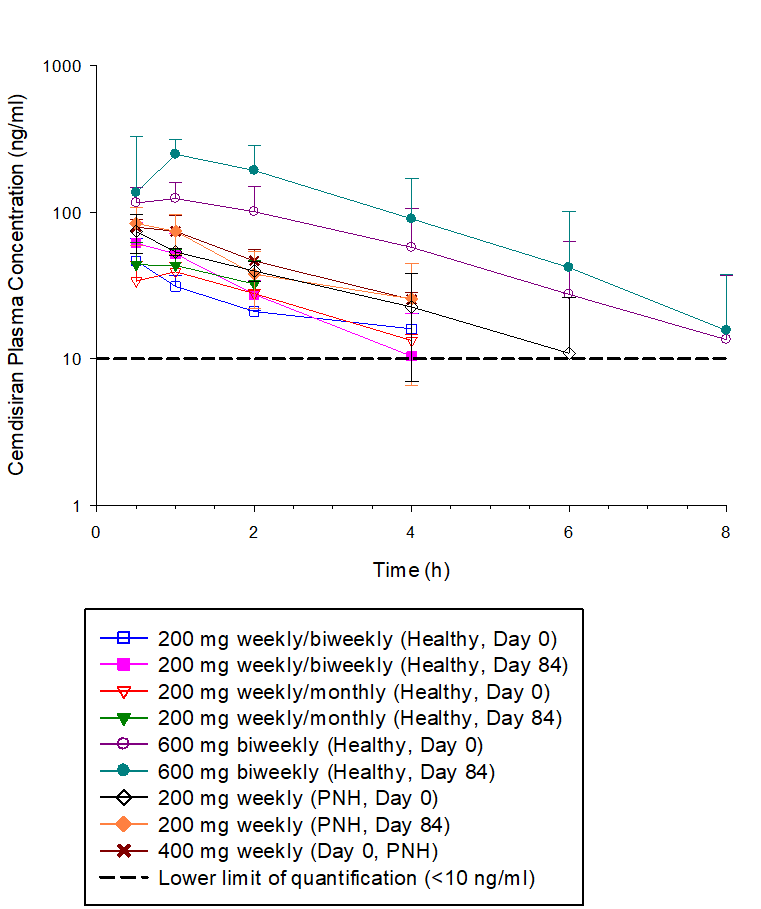 Cemdisiran Plasma Concentration (ng/ml)
1000
100
10
1
0
2
4
6
8
Time (h)
200 mg weekly/biweekly (Healthy, Day 0)
200 mg weekly/biweekly (Healthy, Day 84)
200 mg weekly/monthly (Healthy, Day 0)
200 mg weekly/monthly (Healthy, Day 84)
600 mg biweekly (Healthy, Day 0)
600 mg biweekly (Healthy, Day 84)
200 mg weekly (PNH, Day 0)
200 mg weekly (PNH, Day 84)
400 mg weekly (Day 0, PNH)
Lower limit of quantification (<10 ng/ml)